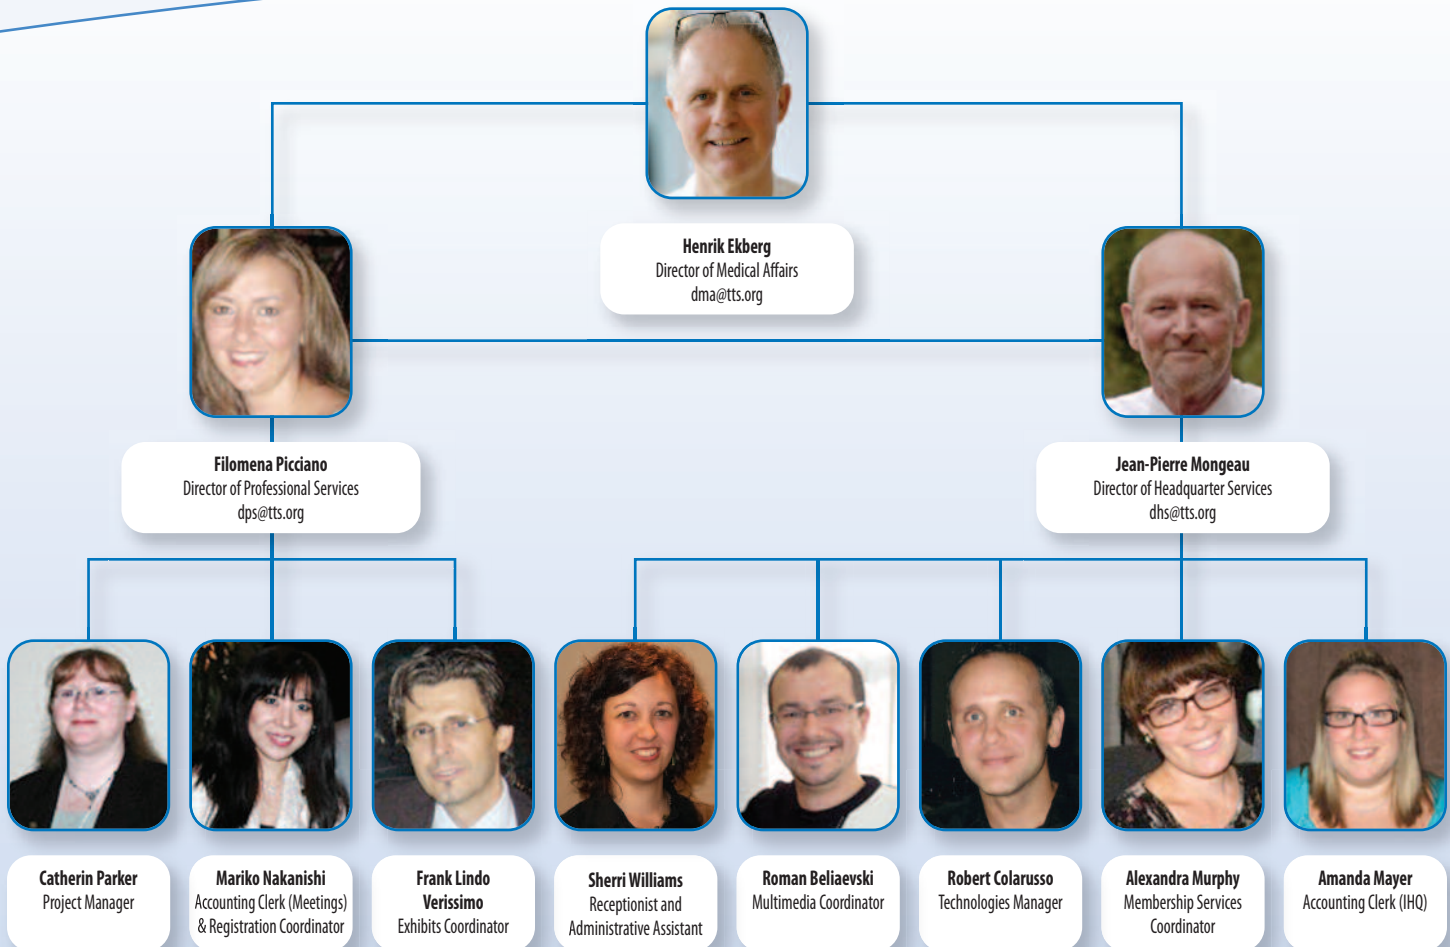 Henrik Ekberg
Director of Medical Affairs
dma@tts.org
Filomena Picciano
Director of Professional Services
dps@tts.org
Jean-Pierre Mongeau
Director of Headquarter Services
dhs@tts.org
Catherin Parker
Project Manager
Mariko Nakanishi
Accounting Clerk (Meetings)
& Registration Coordinator
Frank Lindo
Verissimo
Exhibits Coordinator
Sherri Williams
Receptionist and
Administrative Assistant
Roman Beliaevski
Multimedia Coordinator
Robert Colarusso
Technologies Manager
Alexandra Murphy
Membership Services
Coordinator
Amanda Mayer
Accounting Clerk (IHQ)